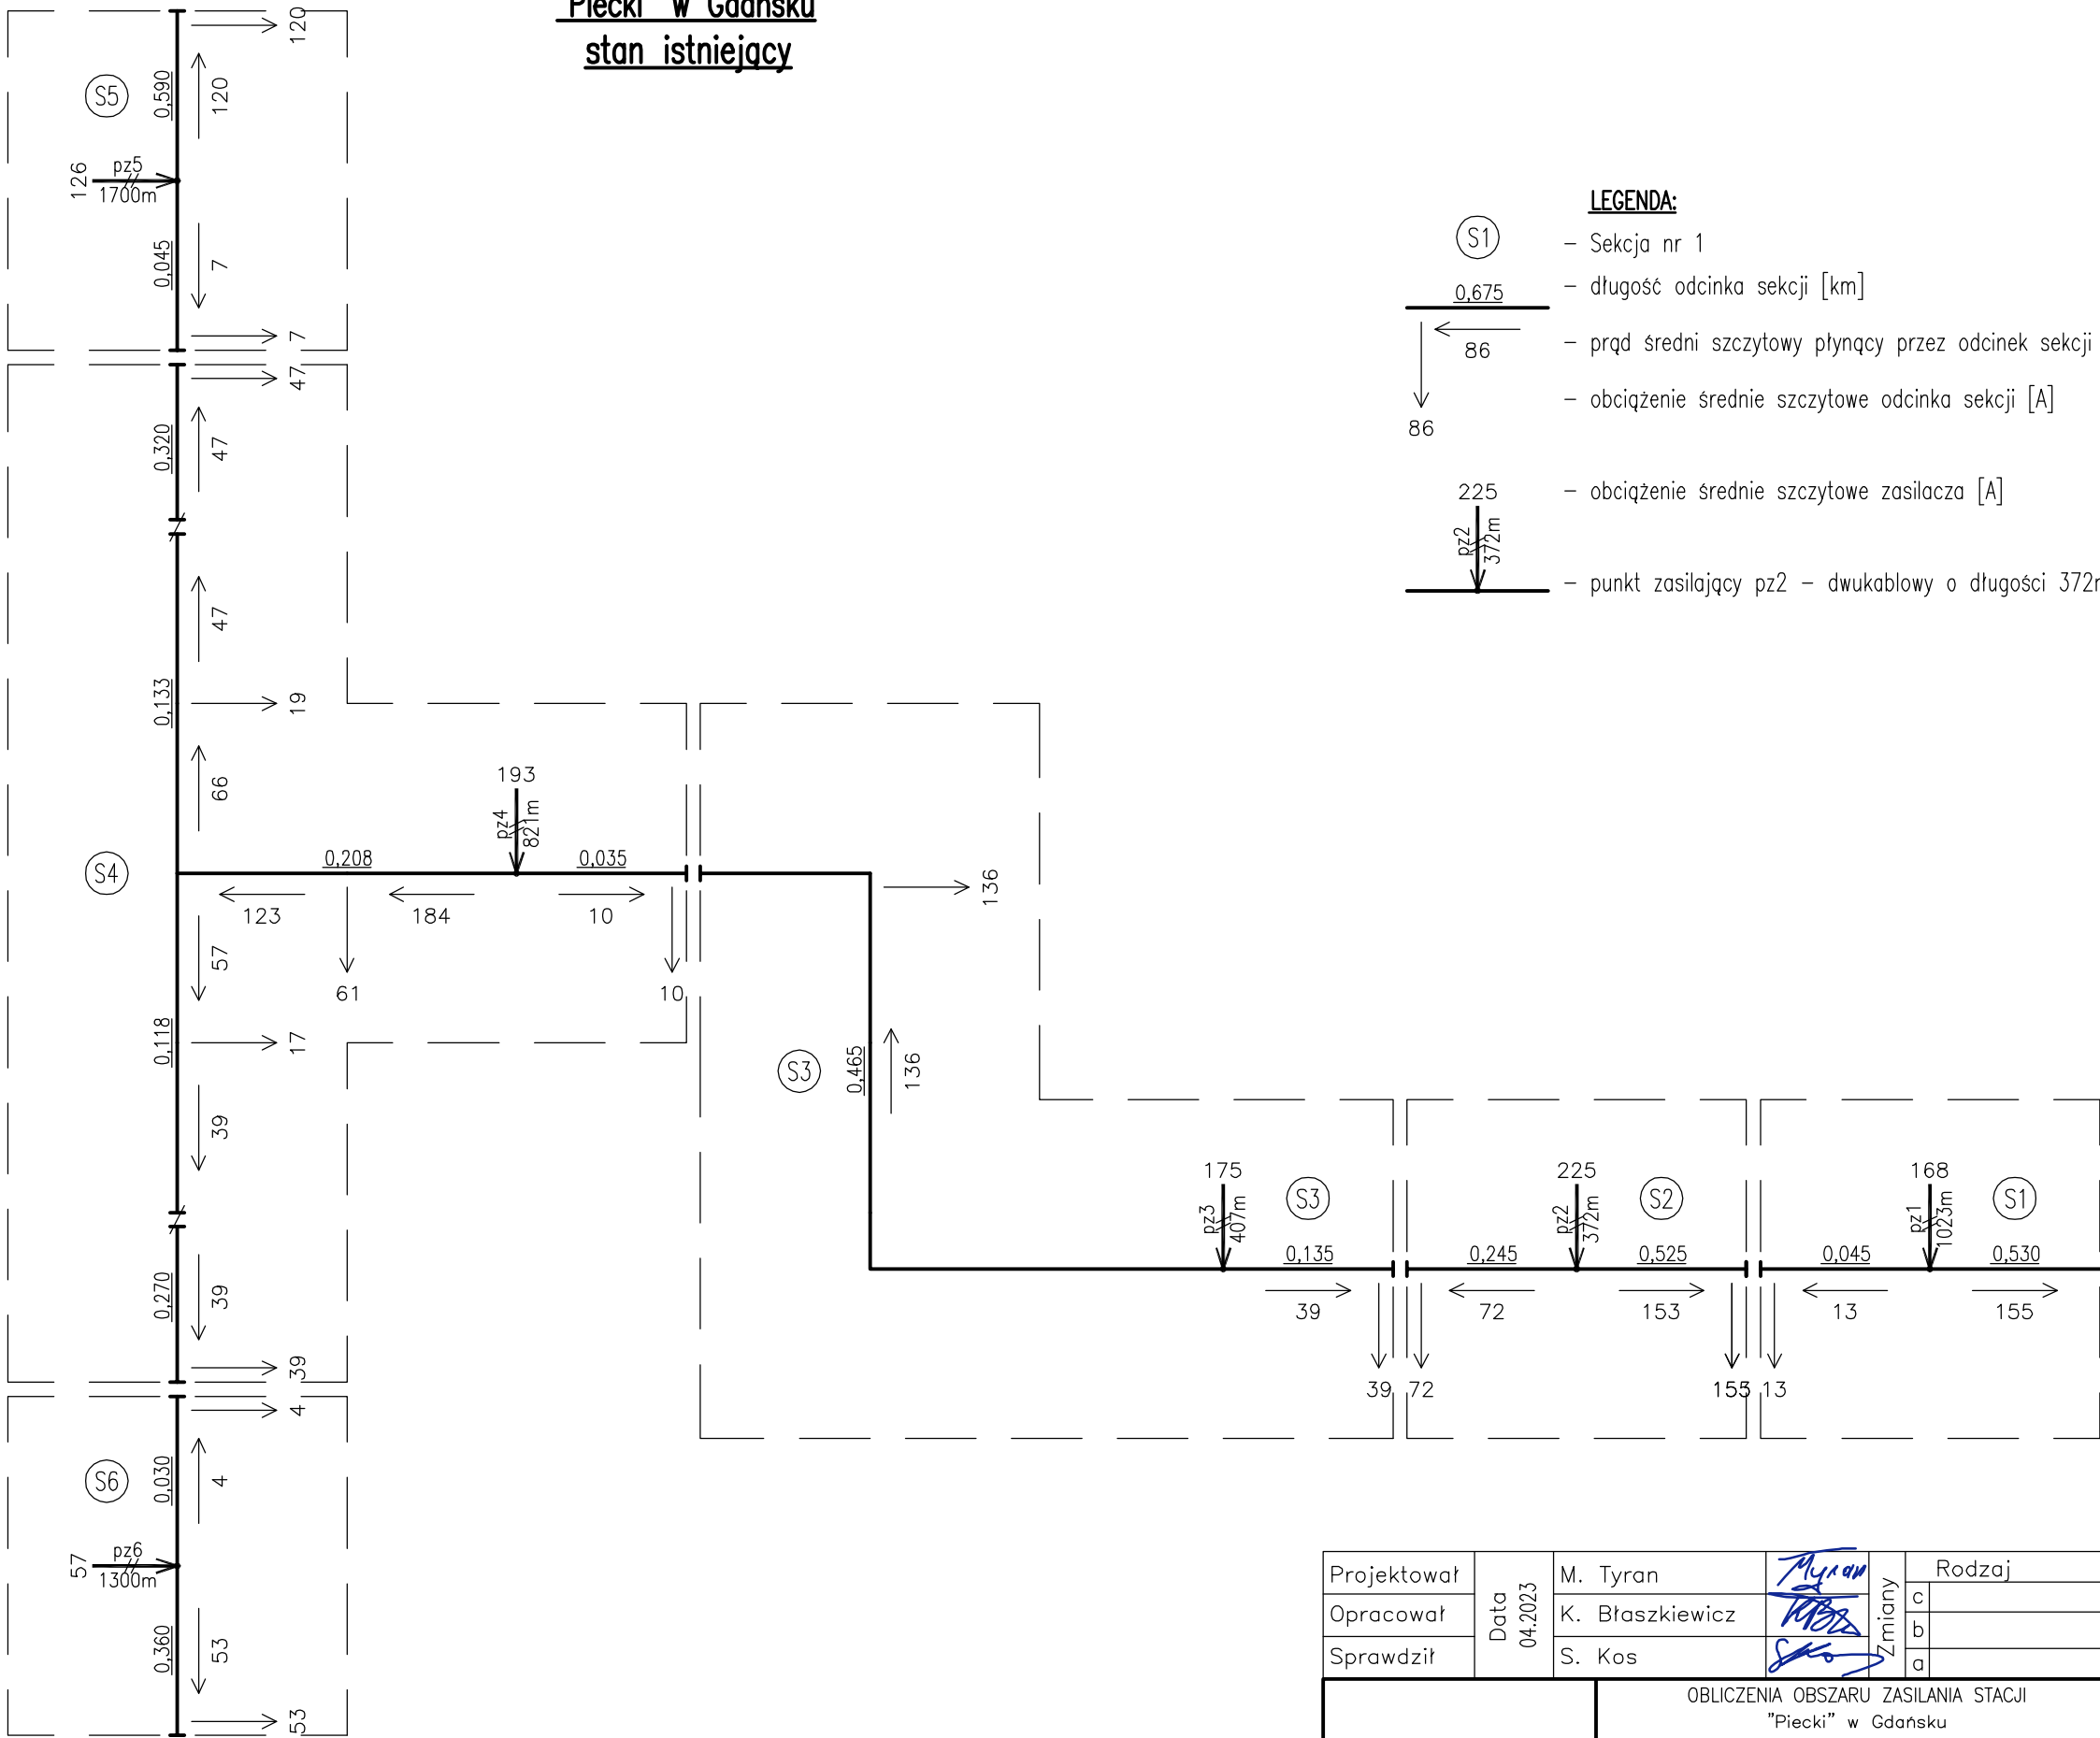 "Piecki" w Gdańsku
stan istniejący
120
S5
0,590
120
126
pz5
1700m
0,045
7
7
47
0,320
47
47
0,133
19
66
193
pz4
821m
S4
0,208
0,035
123
184
10
57
61
10
0,118
17
39
0,270
39
39
4
S6
0,030
4
57
pz6
1300m
0,360
53
53
136
S3
0,465
136
175
pz3
407m
S3
0,135
39
39
225
pz2
372m
S2
0,245
0,525
72
153
72
153
168
pz1
1023m
S1
0,045
0,530
13
155
13
LEGENDA:
S1 - Sekcja nr 1
0,675 - długość odcinka sekcji [km]
86 - prąd średni szczytowy płynący przez odcinek sekcji
86 - obciążenie średnie szczytowe odcinka sekcji [A]
225 - obciążenie średnie szczytowe zasilacza [A]
pz2
372m
- punkt zasilający pz2 - dwukablowy o długości 372m
Projektował
Data
04.2023
M. Tyran
Zmiany
Rodzaj
Opracował
K. Błaszkiewicz
c
b
Sprawdził
S. Kos
a
OBLICZENIA OBSZARU ZASILANIA STACJI
"Piecki" w Gdańsku